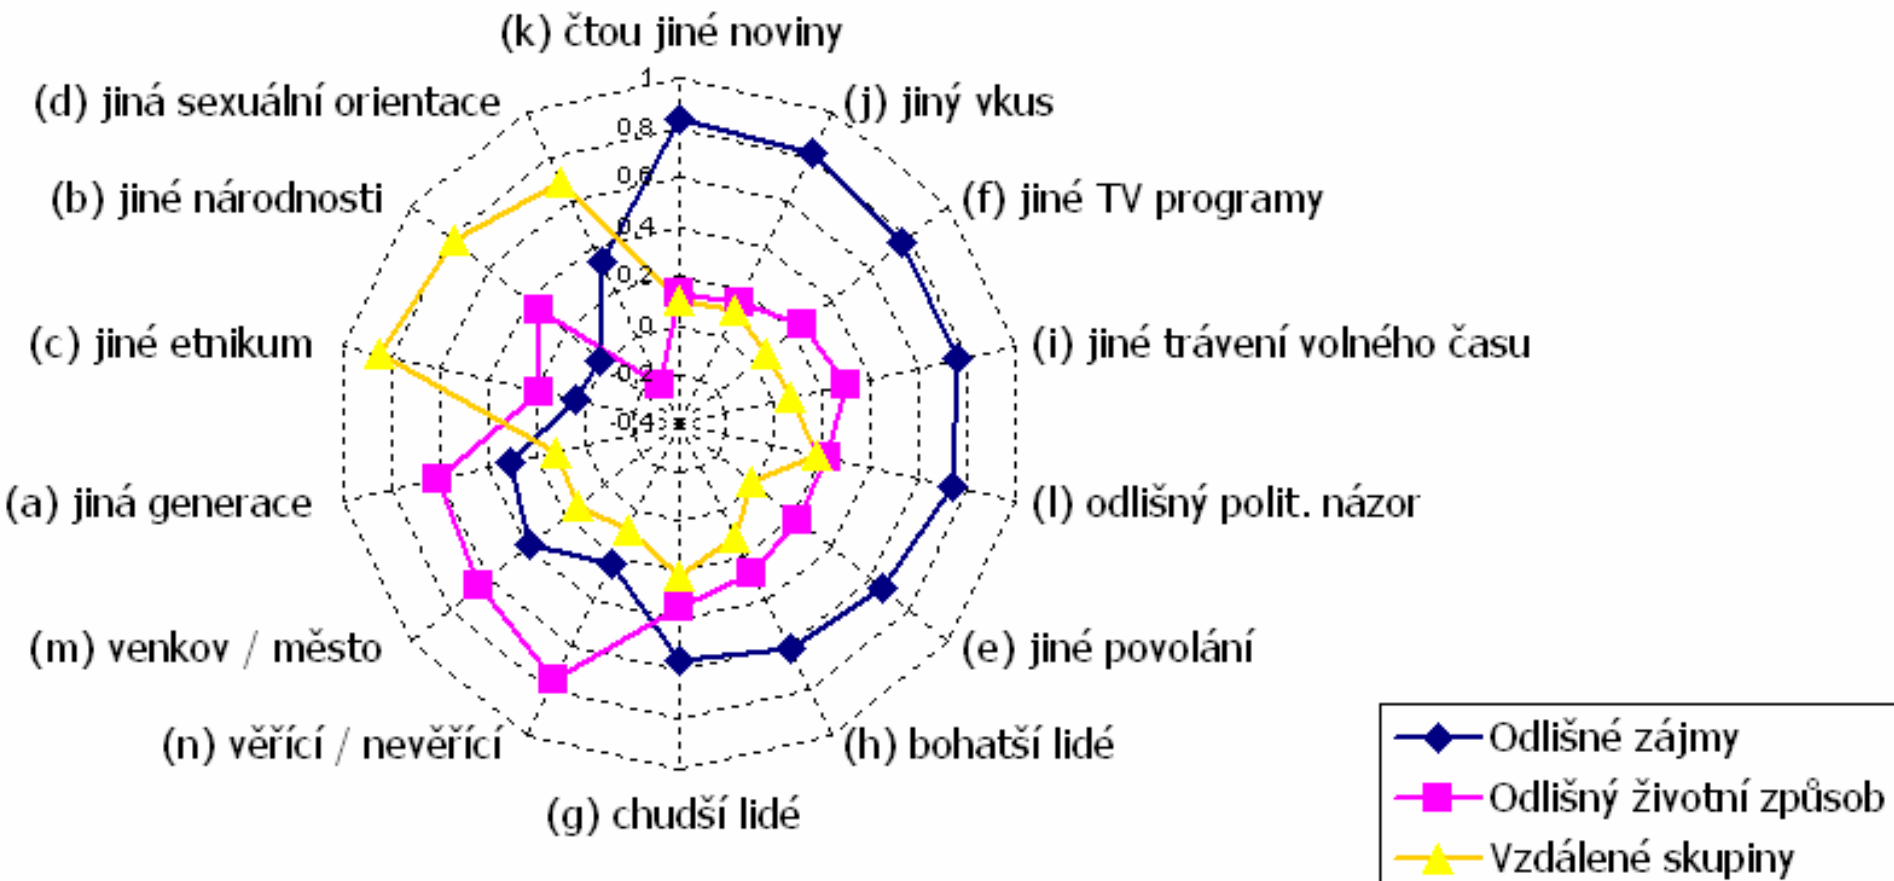 (k) čtou jiné noviny
(d) jiná sexuální orientace
(j) jiný vkus
(b) jiné národnosti
(f) jiné TV programy
(c) jiné etnikum
(i) jiné trávení volného času
(a) jiná generace
(l) odlišný polit. názor
(m) venkov / město
(e) jiné povolání
(n) věřící / nevěřící
(h) bohatší lidé
(g) chudší lidé
1
0,8
0,6
0,4
0,2
0
-0,2
-0,4
Odlišné zájmy
Odlišný životní způsob
Vzdálené skupiny